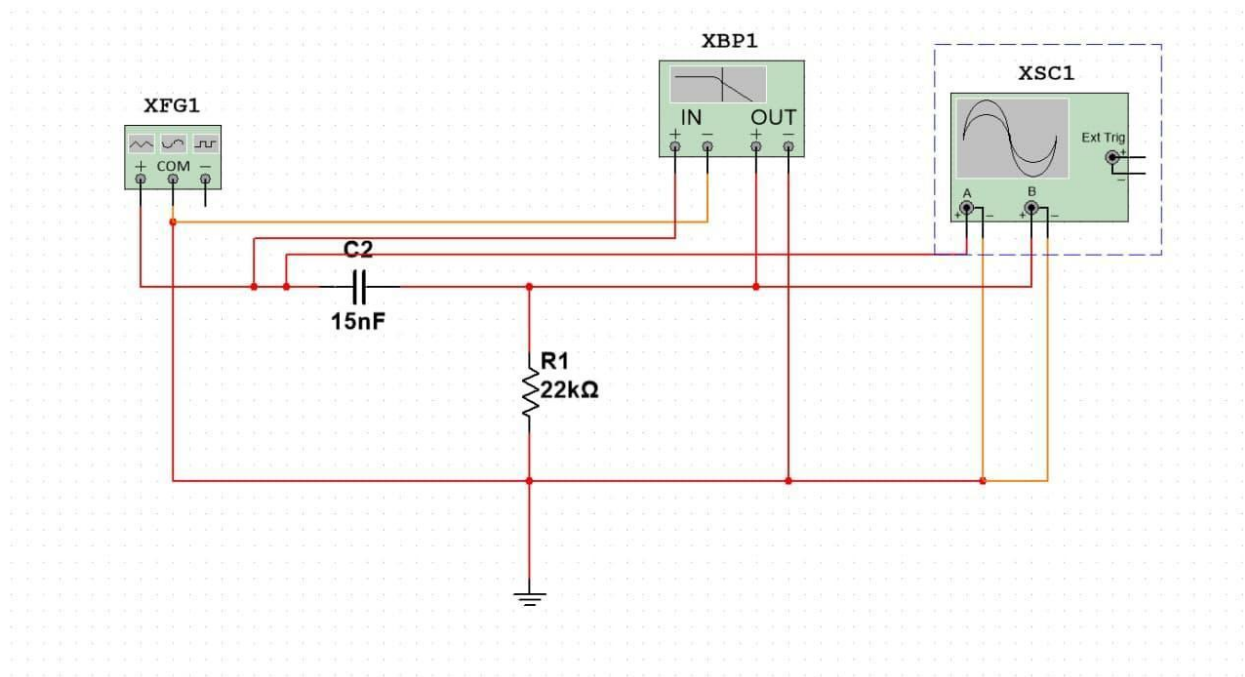 XBP1
XSC1
XFG1
IN OUT
+ − + −
Ext Trig
+
−
+ COM −
A B
+ − + −
C2
15nF
R1
22kΩ